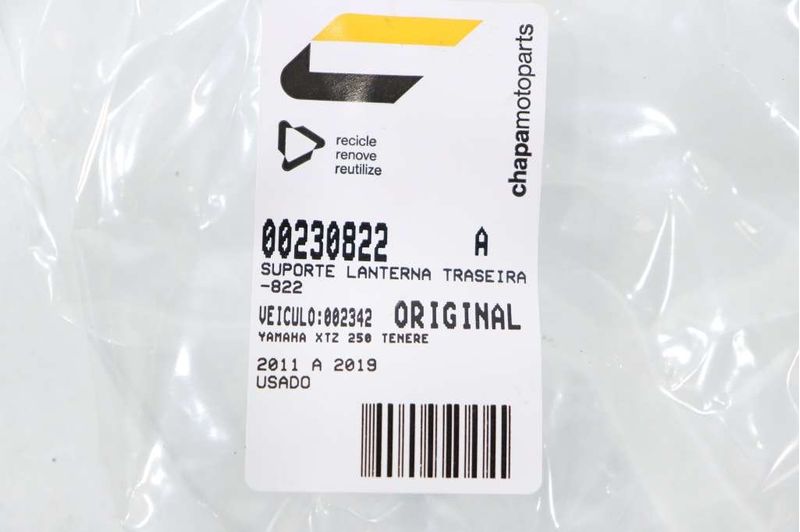 chapamotoparts
recicle
renove
reutilize
00230822 A
SUPORTE LANTERNA TRASEIRA
-822
VEICULO:002342 ORIGINAL
YAMAHA XTZ 250 TENERE
2011 A 2019
USADO